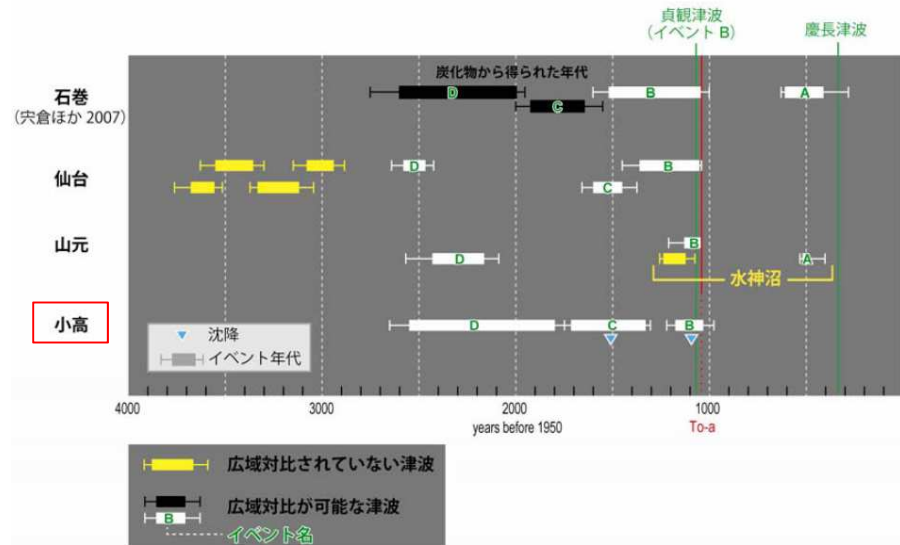 貞観津波
(イベント B)
慶長津波
炭化物から得られた年代
石巻
(宍倉ほか 2007)
D
C
B
A
仙台
D
C
B
山元
D
B
A
水神沼
小高
D
C
B
沈降
イベント年代
4000
3000
2000
1000
years before 1950
To-a
広域対比されていない津波
広域対比が可能な津波
B
イベント名